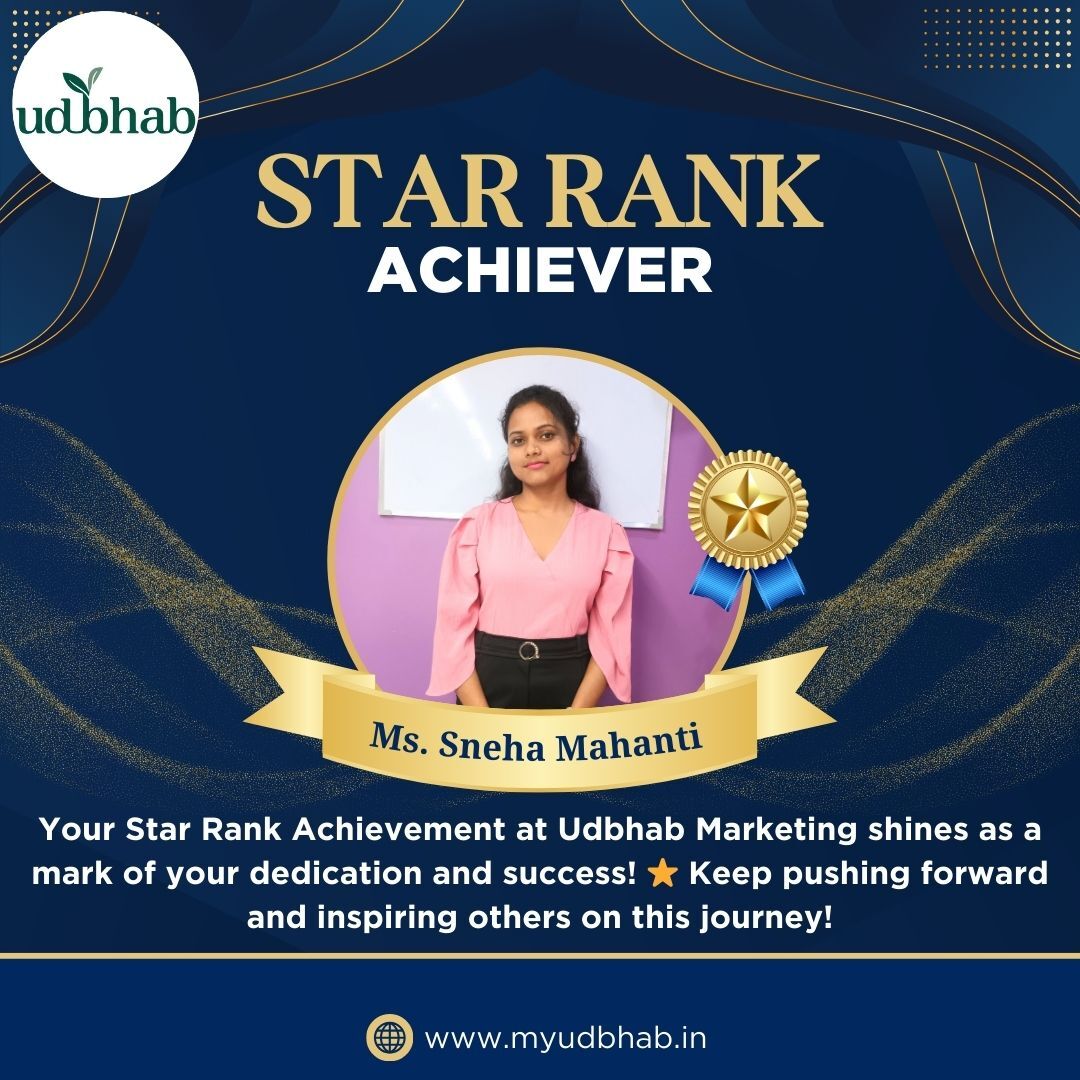 udbhab
STAR RANK
ACHIEVER
Ms. Sneha Mahanti
Your Star Rank Achievement at Udbhab Marketing shines as a
mark of your dedication and success! ⭐ Keep pushing forward
and inspiring others on this journey!
www.myudbhab.in